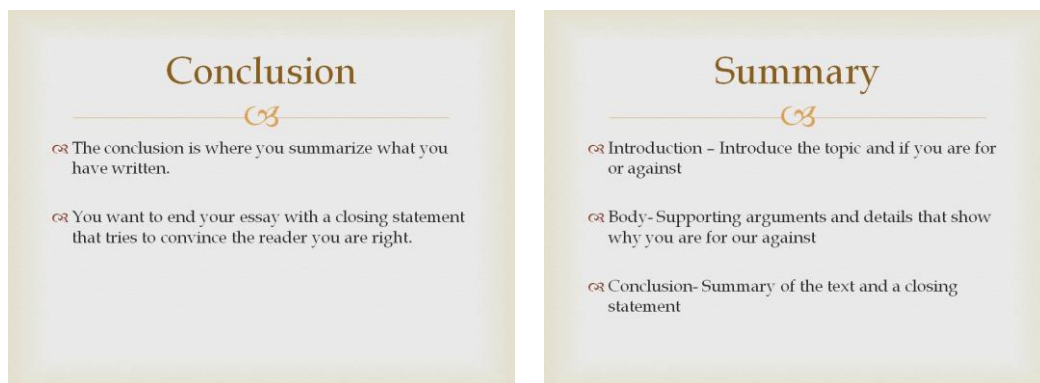 Conclusion
The conclusion is where you summarize what you
have written.
You want to end your essay with a closing statement
that tries to convince the reader you are right.
Summary
Introduction – Introduce the topic and if you are for
or against
Body- Supporting arguments and details that show
why you are for our against
Conclusion- Summary of the text and a closing
statement